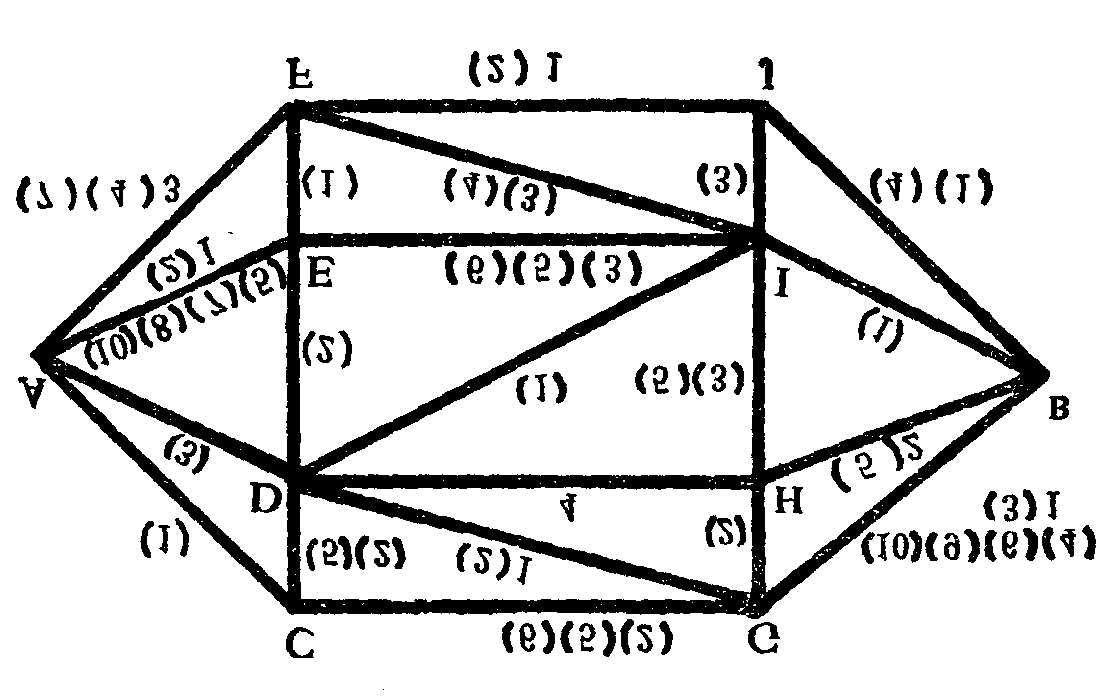 F
(2) 1
J
(7)(4) 3
(1)
(4)(3)
(3)
(4)(1)
(2) 1
(10)(8)(7)(5)
E
(6)(5)(3)
I
(1)
(2)
A
(1)
(5)(3)
B
(3)
D
4
H
(5) 2
(1)
(5)(2)
(2) 1
(2)
(3) 1
(10)(9)(6)(4)
C
(6)(5)(2)
G